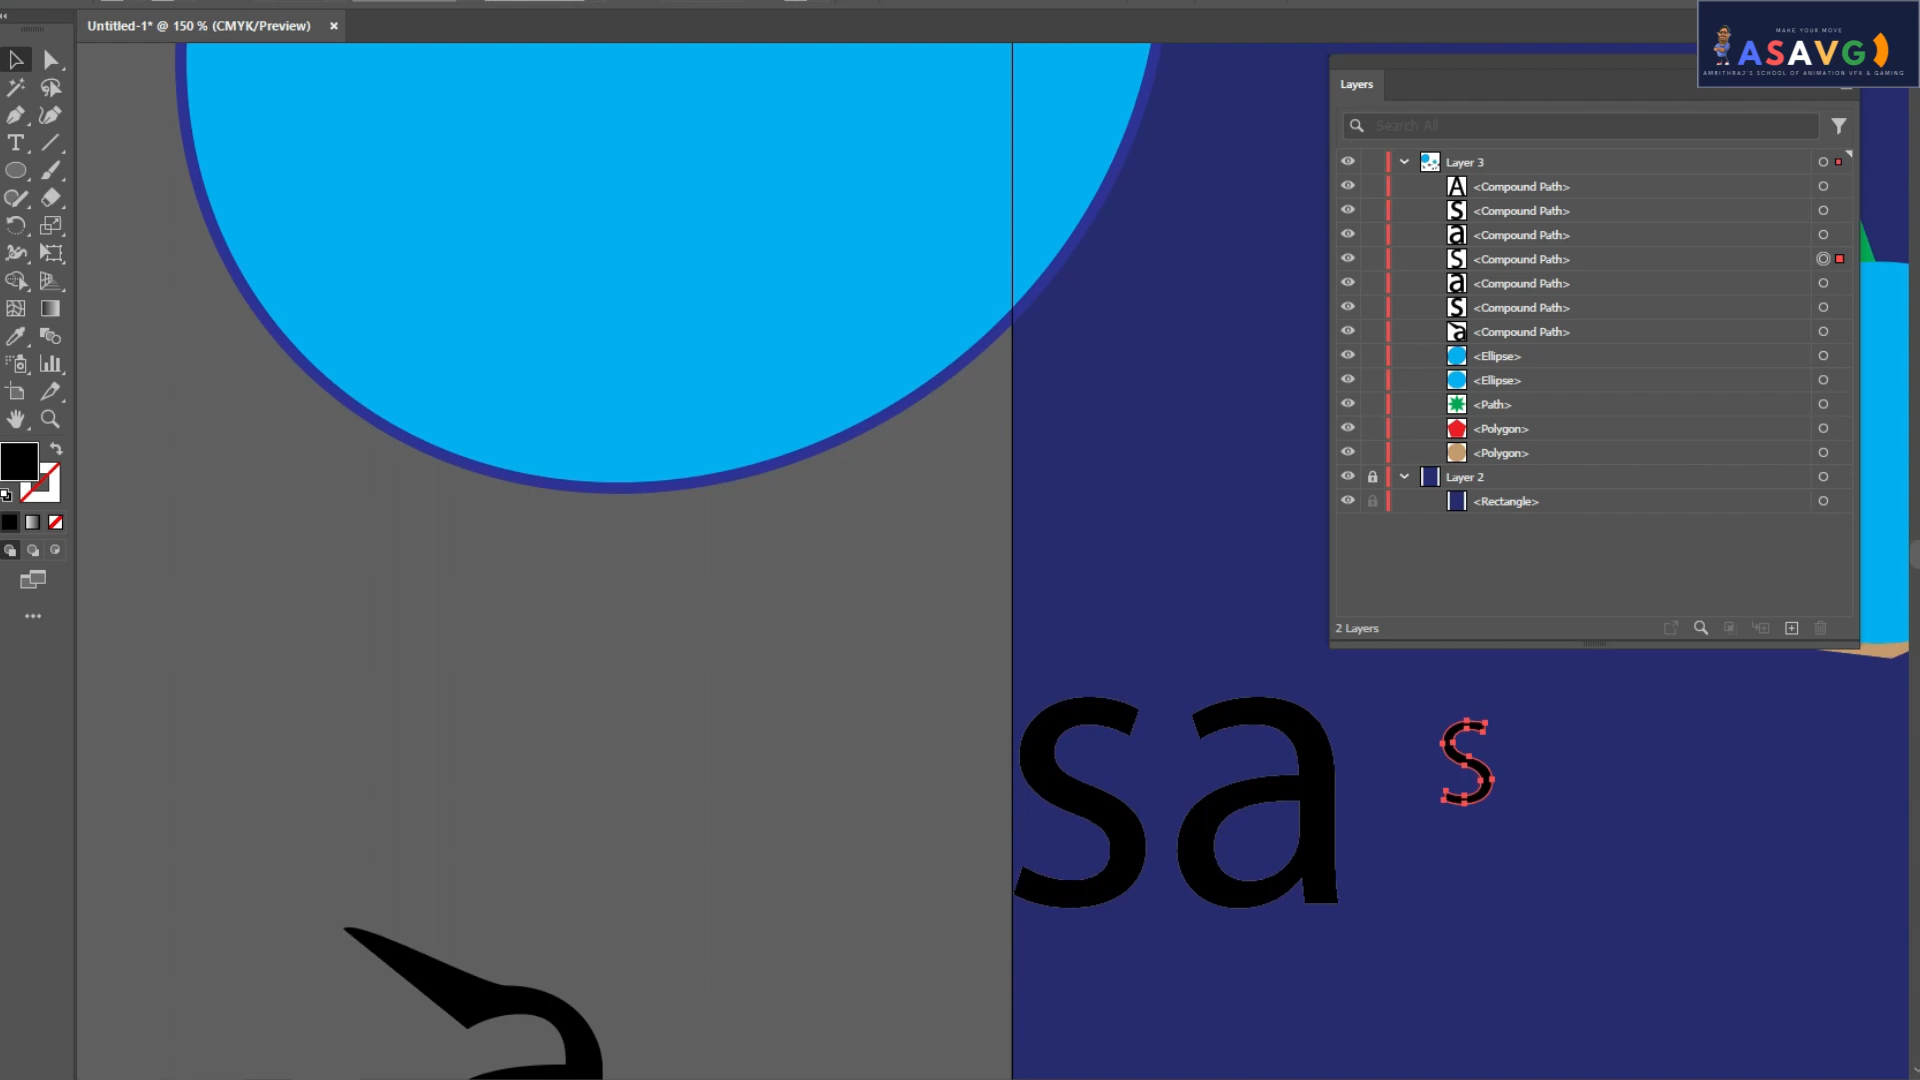 Untitled-1* @ 150 % (CMYK/Preview) ×
MAKE YOUR MOVE
ASAVG
AMRITHRAJ'S SCHOOL OF ANIMATION VFX & GAMING
Layers
Search All
Layer 3
A <Compound Path>
S <Compound Path>
a <Compound Path>
S <Compound Path>
a <Compound Path>
S <Compound Path>
a <Compound Path>
<Ellipse>
<Ellipse>
<Path>
<Polygon>
<Polygon>
Layer 2
<Rectangle>
2 Layers
sa s
a